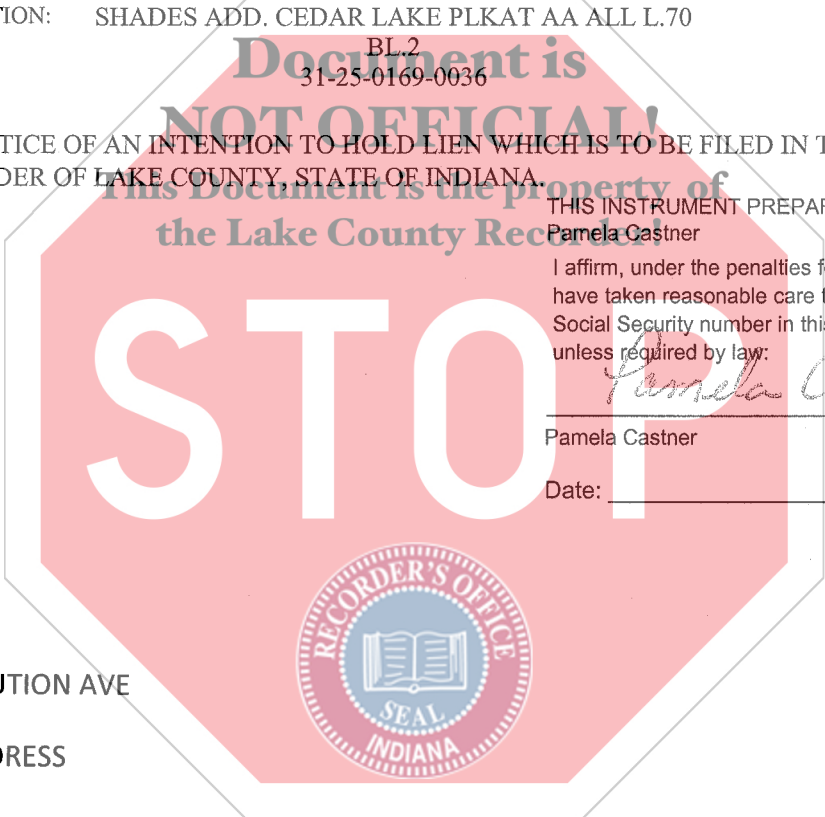 TION: SHADES ADD. CEDAR LAKE PLKAT AA ALL L.70
BL.2
31-25-0169-0036
Document is
NOT OFFICIAL!
This Document is the property of
the Lake County Recorder!
TICE OF AN INTENTION TO HOLD LIEN WHICH IS TO BE FILED IN T
DER OF LAKE COUNTY, STATE OF INDIANA.
THIS INSTRUMENT PREPAR
Pamela Castner
I affirm, under the penalties f
have taken reasonable care t
Social Security number in this
unless required by law:
Pamela C
Pamela Castner
Date:
STOP
RECORDER'S OFFICE
SEAL
INDIANA
UTION AVE
DRESS